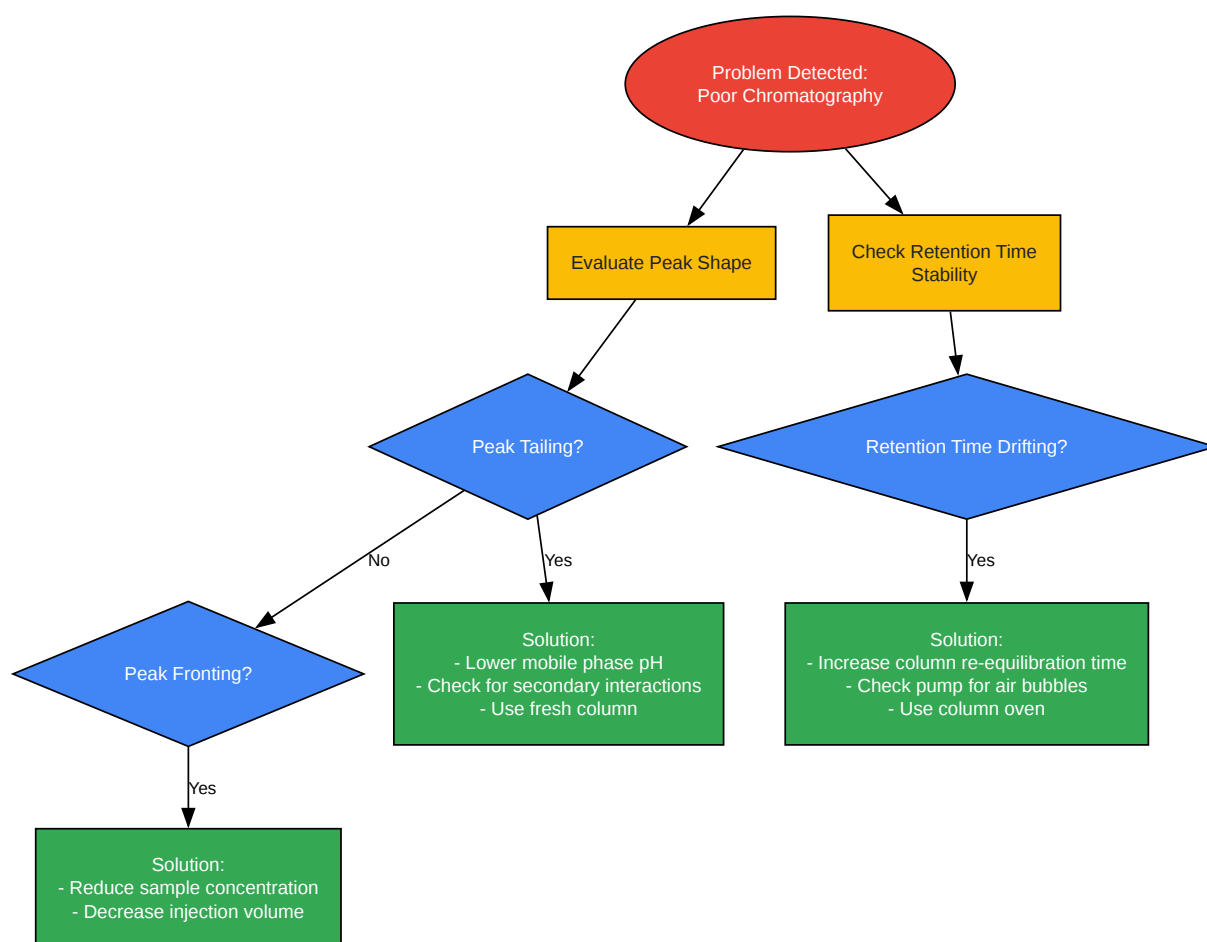 Problem Detected:
Poor Chromatography
Evaluate Peak Shape
Check Retention Time
Stability
Peak Tailing?
Retention Time Drifting?
No
Yes
Yes
Peak Fronting?
Solution:
- Lower mobile phase pH
- Check for secondary interactions
- Use fresh column
Solution:
- Increase column re-equilibration time
- Check pump for air bubbles
- Use column oven
Yes
Solution:
- Reduce sample concentration
- Decrease injection volume